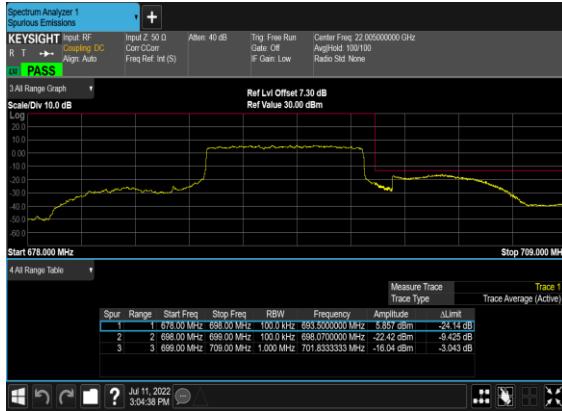 Spectrum Analyzer 1
Spurious Emissions
+
KEYSIGHT Input: RF Input Z: 50 Ω Atten: 40 dB Trig: Free Run Center Freq: 22.005000000 GHz
R T Coupling: DC Corr CCorr Gate: Off Avg|Hold: 100/100
Align: Auto Freq Ref: Int (S) IF Gain: Low Radio Std: None
PASS
3 All Range Graph
Ref Lvl Offset 7.30 dB
Scale/Div 10.0 dB Ref Value 30.00 dBm
Log
20.0
10.0
0.00
-10.0
-20.0
-30.0
-40.0
-50.0
-60.0
Start 678.000 MHz Stop 709.000 MHz
4 All Range Table
Measure Trace Trace 1
Trace Type Trace Average (Active)
Spur Range Start Freq Stop Freq RBW Frequency Amplitude ΔLimit
1 1 678.00 MHz 698.00 MHz 100.0 kHz 693.5000000 MHz 5.857 dBm -24.14 dB
2 2 698.00 MHz 699.00 MHz 100.0 kHz 698.0700000 MHz -22.42 dBm -9.425 dB
3 3 699.00 MHz 709.00 MHz 1.000 MHz 701.8333333 MHz -16.04 dBm -3.043 dB
? Jul 11, 2022
3:04:38 PM